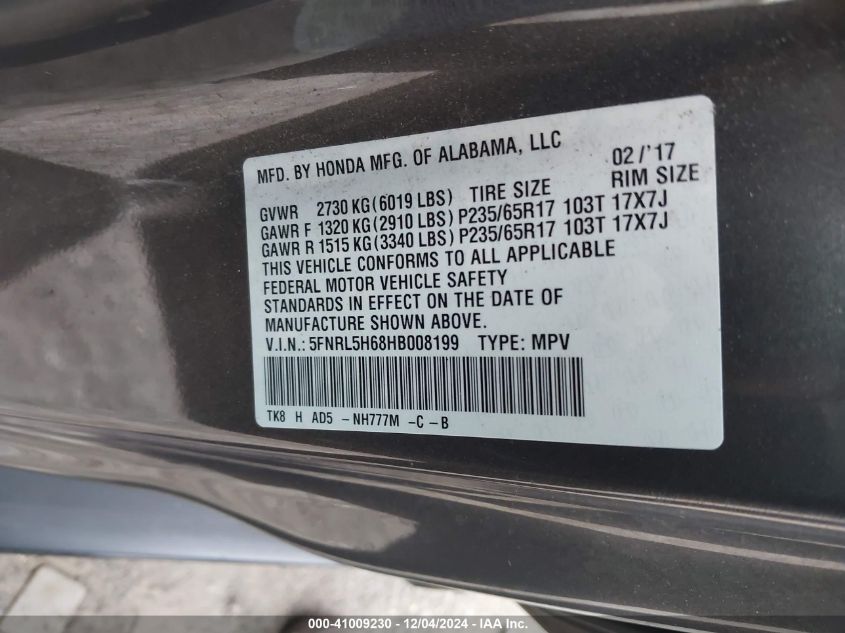 MFD. BY HONDA MFG. OF ALABAMA, LLC 02/'17
GVWR 2730 KG(6019 LBS) TIRE SIZE RIM SIZE
GAWR F 1320 KG(2910 LBS)P235/65R17 103T 17X7J
GAWR R 1515 KG(3340 LBS)P235/65R17 103T 17X7J
THIS VEHICLE CONFORMS TO ALL APPLICABLE
FEDERAL MOTOR VEHICLE SAFETY
STANDARDS IN EFFECT ON THE DATE OF
MANUFACTURE SHOWN ABOVE.
V.I.N.: 5FNRL5H68HB008199 TYPE: MPV
TK8 H AD5 -NH777M -C-B
000-41009230 - 12/04/2024 - IAA Inc.